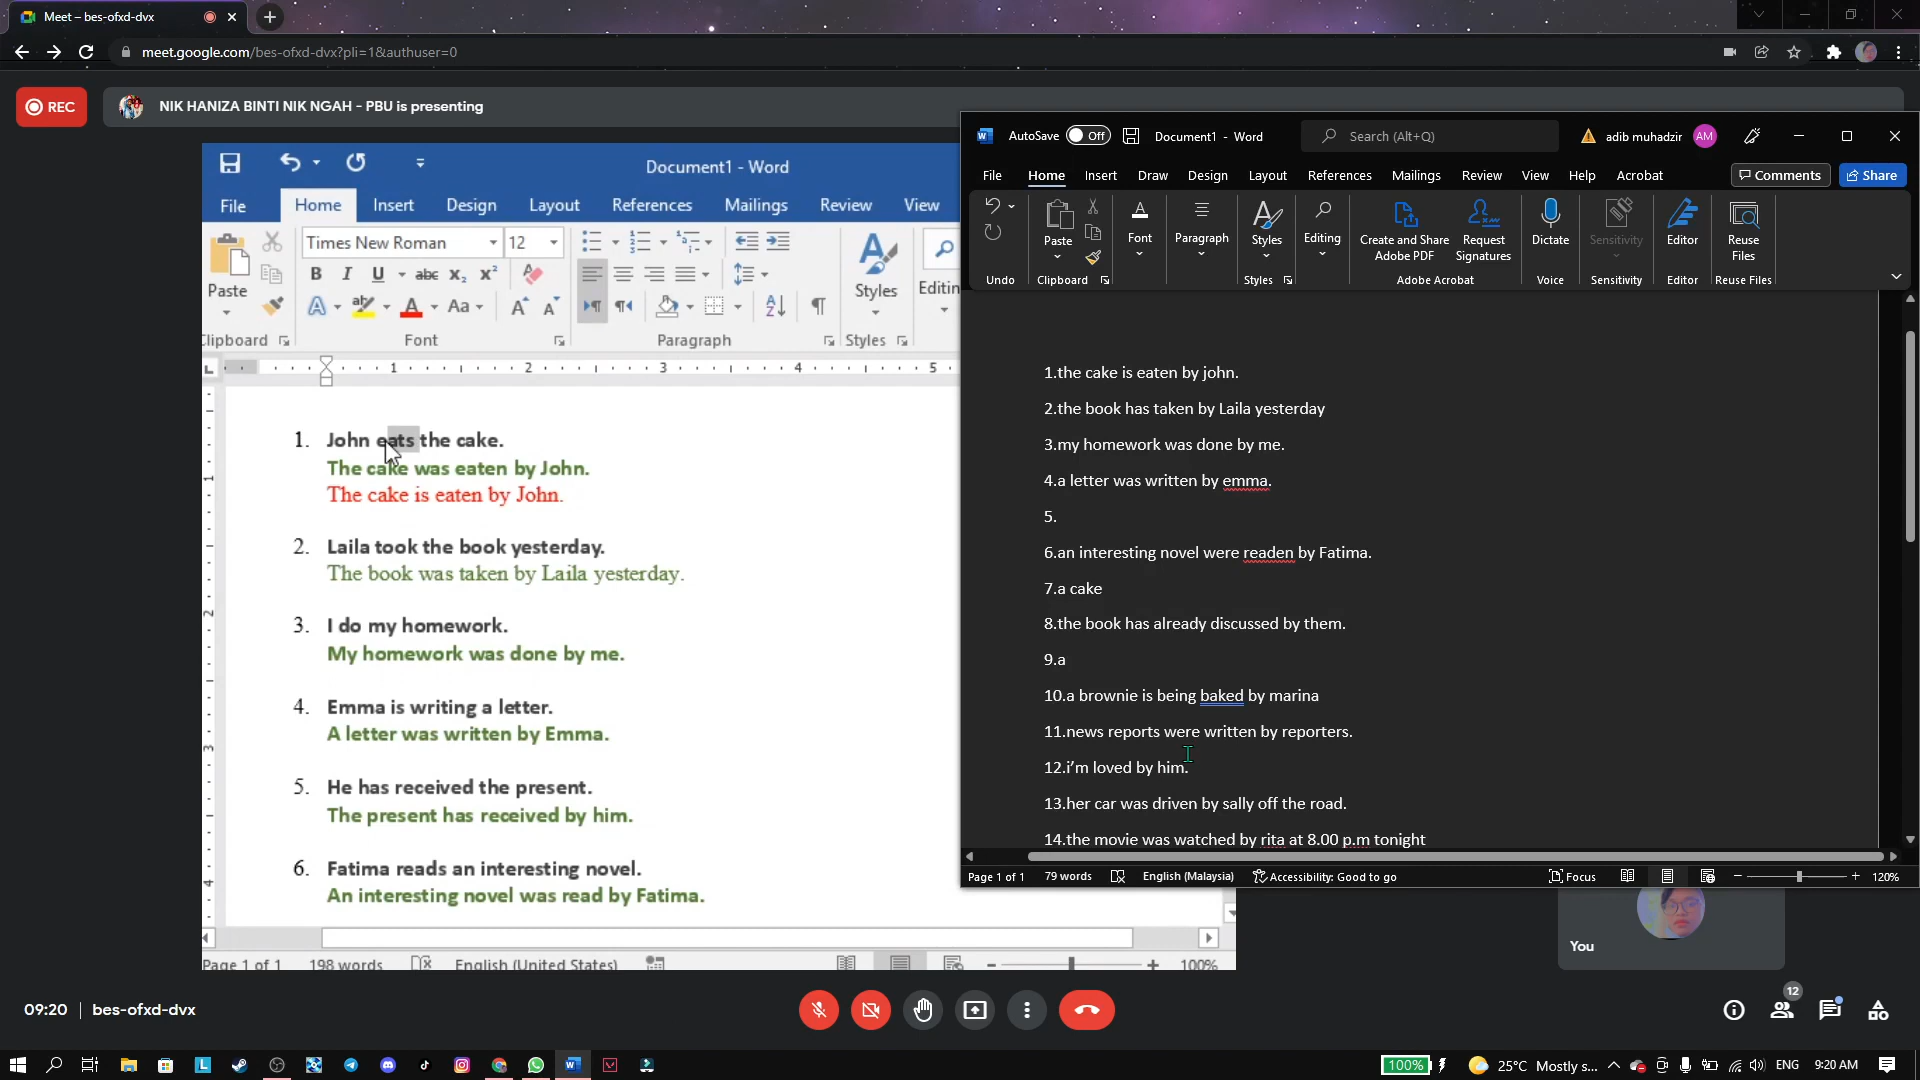 Meet – bes-ofxd-dvx
meet.google.com/bes-ofxd-dvx?pli=1&authuser=0
REC
NIK HANIZA BINTI NIK NGAH - PBU is presenting
Document1 - Word
File Home Insert Design Layout References Mailings Review View
Times New Roman 12
Paste
Styles
Editin
Clipboard
Font
Paragraph
Styles
1. John eats the cake.
The cake was eaten by John.
The cake is eaten by John.
2. Laila took the book yesterday.
The book was taken by Laila yesterday.
3. I do my homework.
My homework was done by me.
4. Emma is writing a letter.
A letter was written by Emma.
5. He has received the present.
The present has received by him.
6. Fatima reads an interesting novel.
An interesting novel was read by Fatima.
Page 1 of 1 198 words English (United States) 100%
AutoSave Off Document1 - Word Search (Alt+Q) adib muhadzir AM
File Home Insert Draw Design Layout References Mailings Review View Help Acrobat Comments Share
Paste Font Paragraph Styles Editing Create and Share Adobe PDF Request Signatures Dictate Sensitivity Editor Reuse Files
Undo Clipboard Styles Adobe Acrobat Voice Sensitivity Editor Reuse Files
1.the cake is eaten by john.
2.the book has taken by Laila yesterday
3.my homework was done by me.
4.a letter was written by emma.
5.
6.an interesting novel were readen by Fatima.
7.a cake
8.the book has already discussed by them.
9.a
10.a brownie is being baked by marina
11.news reports were written by reporters.
12.i'm loved by him.
13.her car was driven by sally off the road.
14.the movie was watched by rita at 8.00 p.m tonight
Page 1 of 1 79 words English (Malaysia) Accessibility: Good to go Focus 120%
You
09:20 | bes-ofxd-dvx
12
100% 25°C Mostly s... ENG 9:20 AM